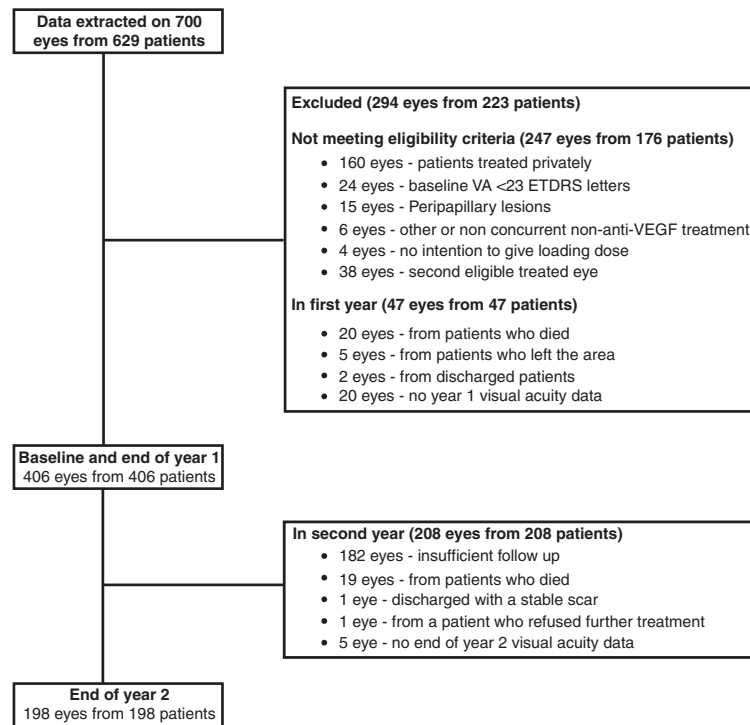 Data extracted on 700
eyes from 629 patients
Excluded (294 eyes from 223 patients)
Not meeting eligibility criteria (247 eyes from 176 patients)
• 160 eyes - patients treated privately
• 24 eyes - baseline VA <23 ETDRS letters
• 15 eyes - Peripapillary lesions
• 6 eyes - other or non concurrent non-anti-VEGF treatment
• 4 eyes - no intention to give loading dose
• 38 eyes - second eligible treated eye
In first year (47 eyes from 47 patients)
• 20 eyes - from patients who died
• 5 eyes - from patients who left the area
• 2 eyes - from discharged patients
• 20 eyes - no year 1 visual acuity data
Baseline and end of year 1
406 eyes from 406 patients
In second year (208 eyes from 208 patients)
• 182 eyes - insufficient follow up
• 19 eyes - from patients who died
• 1 eye - discharged with a stable scar
• 1 eye - from a patient who refused further treatment
• 5 eye - no end of year 2 visual acuity data
End of year 2
198 eyes from 198 patients